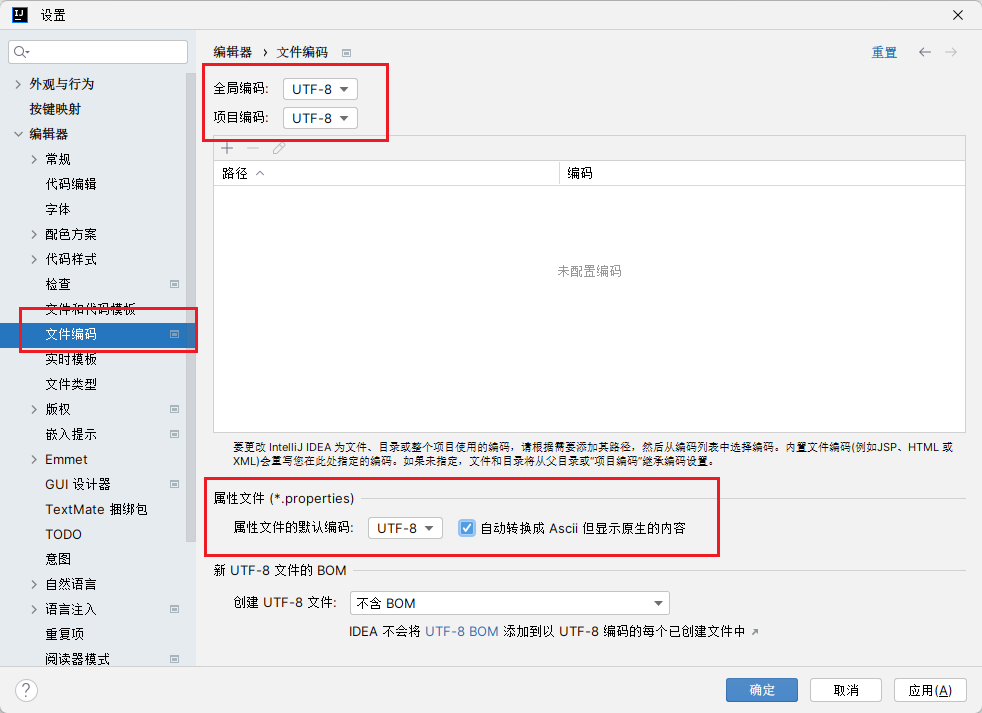 设置
编辑器 › 文件编码
重置
外观与行为
按键映射
编辑器
常规
代码编辑
字体
配色方案
代码样式
检查
文件和代码模板
文件编码
实时模板
文件类型
版权
嵌入提示
Emmet
GUI 设计器
TextMate 捆绑包
TODO
意图
自然语言
语言注入
重复项
阅读器模式
全局编码: UTF-8
项目编码: UTF-8
路径 编码
未配置编码
要更改 IntelliJ IDEA 为文件、目录或整个项目使用的编码，请根据需要添加其路径，然后从编码列表中选择编码。内置文件编码(例如JSP、HTML 或
XML)会重写您在此处指定的编码。如果未指定，文件和目录将从父目录或"项目编码"继承编码设置。
属性文件 (*.properties)
属性文件的默认编码: UTF-8 自动转换成 Ascii 但显示原生的内容
新 UTF-8 文件的 BOM
创建 UTF-8 文件: 不含 BOM
IDEA 不会将 UTF-8 BOM 添加到以 UTF-8 编码的每个已创建文件中 ↗
? 确定 取消 应用(A)